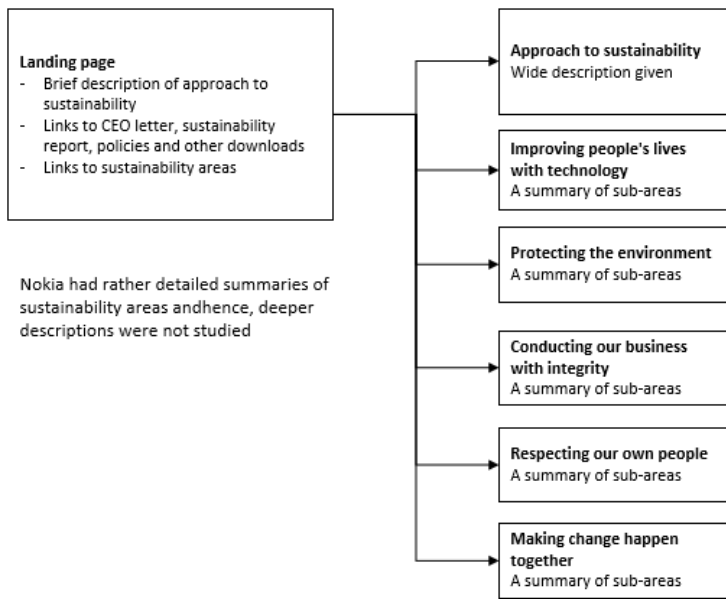 Landing page
- Brief description of approach to
sustainability
- Links to CEO letter, sustainability
report, policies and other downloads
- Links to sustainability areas
Nokia had rather detailed summaries of
sustainability areas andhence, deeper
descriptions were not studied
Approach to sustainability
Wide description given
Improving people's lives
with technology
A summary of sub-areas
Protecting the environment
A summary of sub-areas
Conducting our business
with integrity
A summary of sub-areas
Respecting our own people
A summary of sub-areas
Making change happen
together
A summary of sub-areas